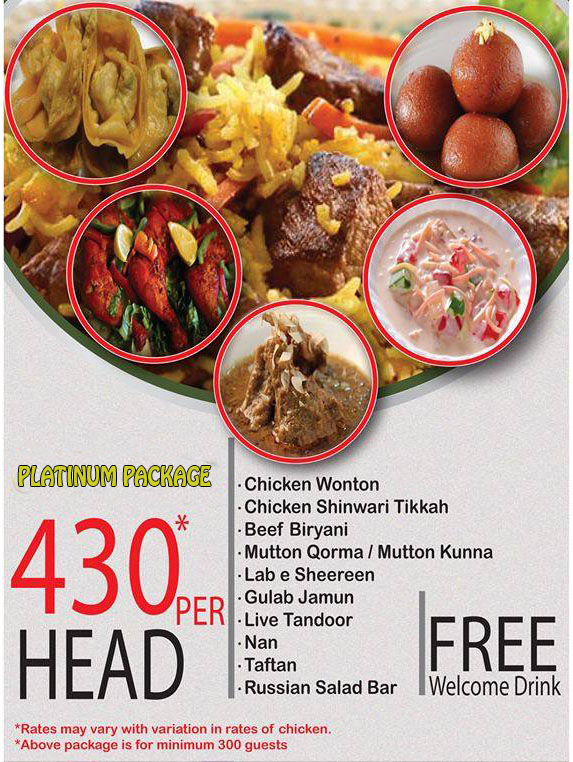 PLATINUM PACKAGE
430*
PER
HEAD
· Chicken Wonton
· Chicken Shinwari Tikkah
· Beef Biryani
· Mutton Qorma / Mutton Kunna
· Lab e Sheereen
· Gulab Jamun
· Live Tandoor
· Nan
· Taftan
· Russian Salad Bar
FREE
Welcome Drink
*Rates may vary with variation in rates of chicken.
*Above package is for minimum 300 guests